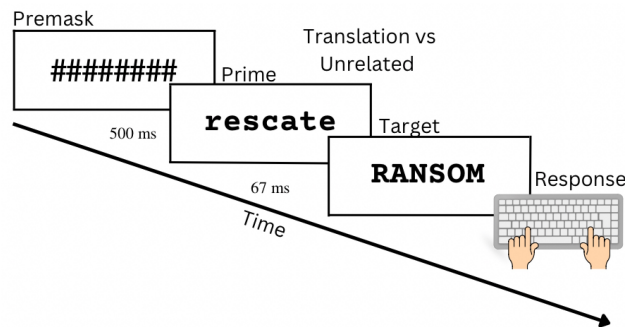 Premask
########
Translation vs
Unrelated
Prime
500 ms
rescate
Target
67 ms
RANSOM
Response
Time